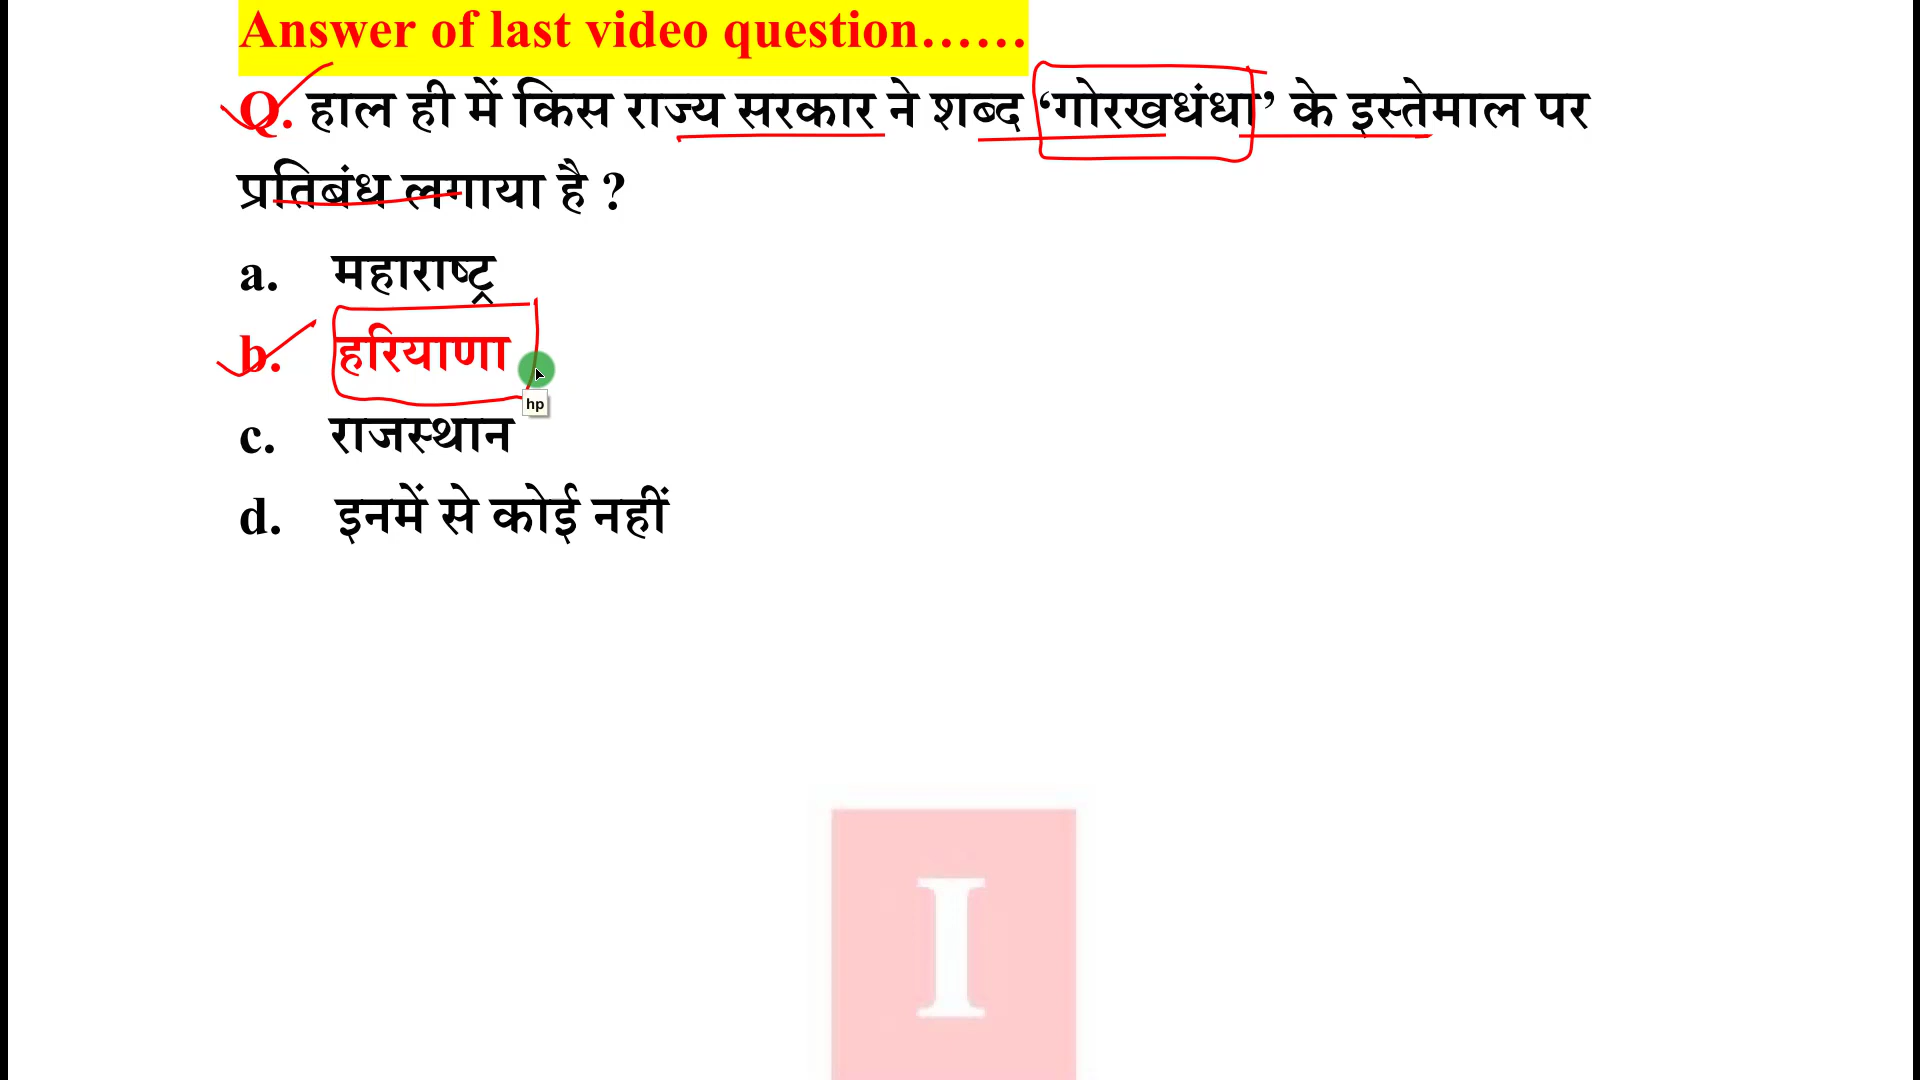 Answer of last video question……
Q. हाल ही में किस राज्य सरकार ने शब्द ‘गोरखधंधा’ के इस्तेमाल पर
प्रतिबंध लगाया है ?
a. महाराष्ट्र
b. हरियाणा
hp
c. राजस्थान
d. इनमें से कोई नहीं
I